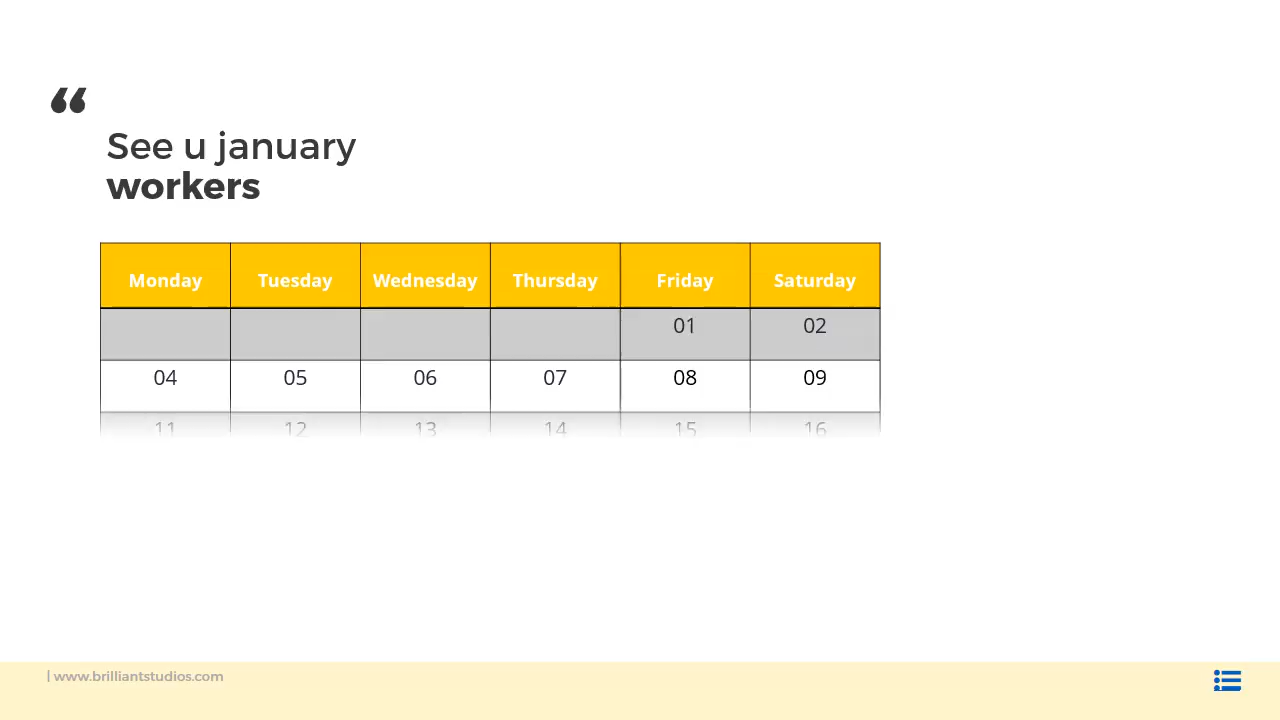 “
See u january
workers
Monday Tuesday Wednesday Thursday Friday Saturday
01 02
04 05 06 07 08 09
11 12 13 14 15 16
| www.brilliantstudios.com